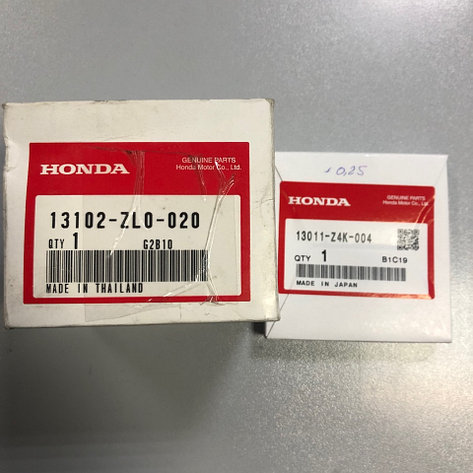 HONDA
GENUINE PARTS
Honda Motor Co., Ltd.
13102-ZL0-020
QTY 1 G2B10
MADE IN THAILAND
+0,25
HONDA
GENUINE PARTS
Honda Motor Co., Ltd.
13011-Z4K-004
QTY 1 B1C19
MADE IN JAPAN